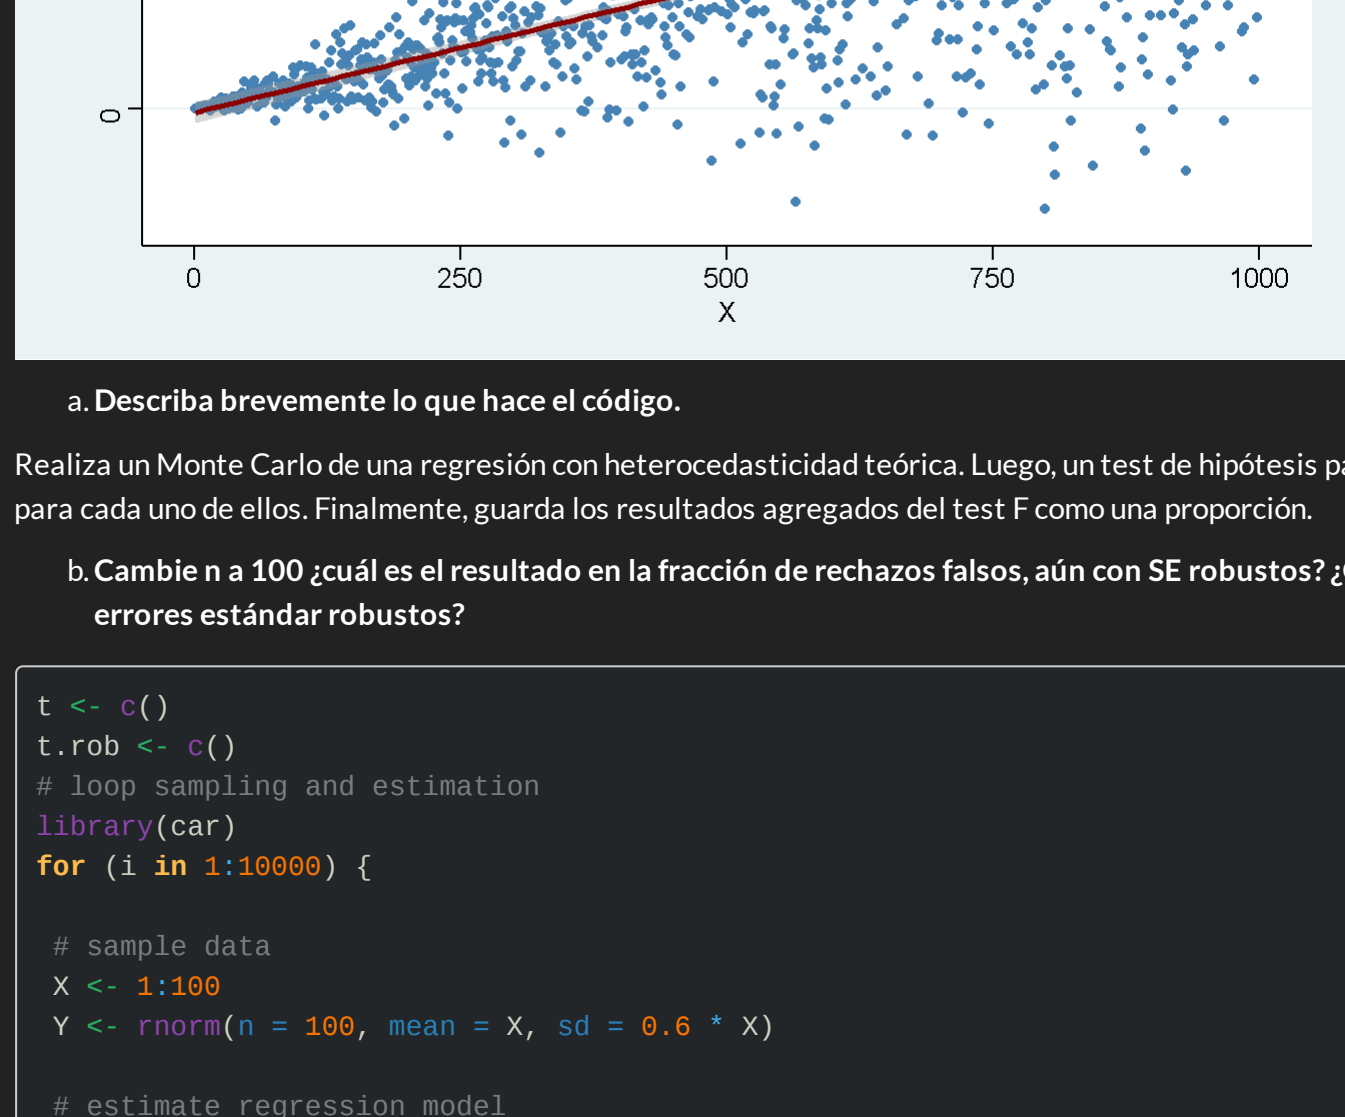 0
0 250 500 750 1000
X
a. Describa brevemente lo que hace el código.
Realiza un Monte Carlo de una regresión con heterocedasticidad teórica. Luego, un test de hipótesis
para cada uno de ellos. Finalmente, guarda los resultados agregados del test F como una proporción.
b. Cambie n a 100 ¿cuál es el resultado en la fracción de rechazos falsos, aún con SE robustos?
errores estándar robustos?
t <- c()
t.rob <- c()
# loop sampling and estimation
library(car)
for (i in 1:10000) {
# sample data
X <- 1:100
Y <- rnorm(n = 100, mean = X, sd = 0.6 * X)
# estimate regression model